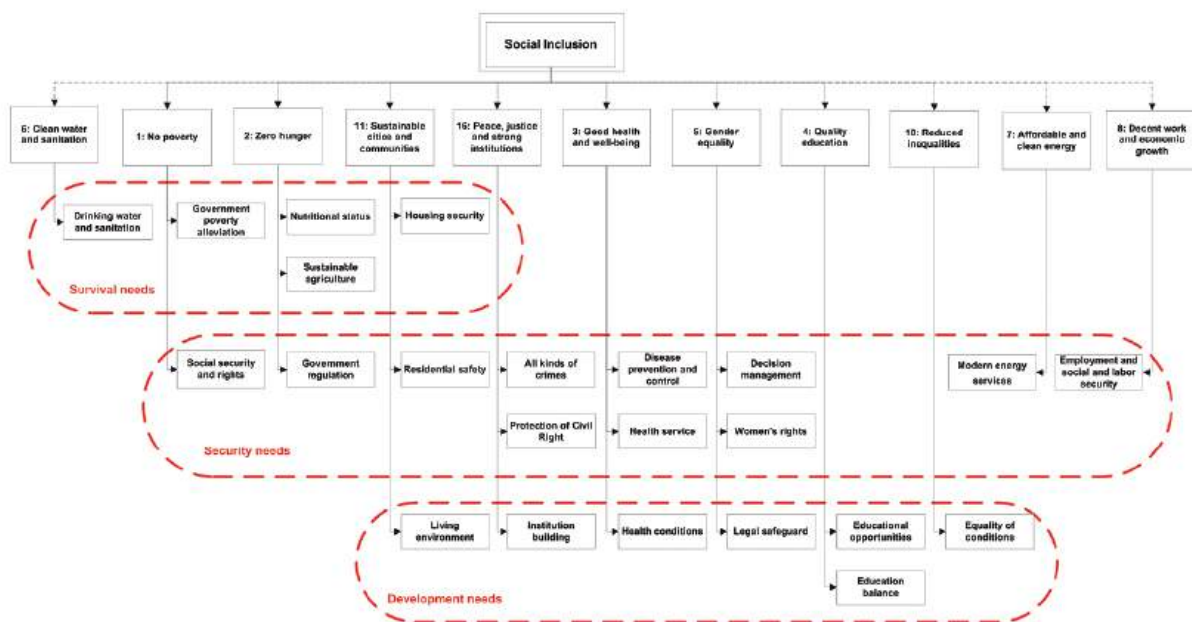 Social Inclusion
6: Clean water
and sanitation
1: No poverty
2: Zero hunger
11: Sustainable
cities and
communities
16: Peace, justice
and strong
institutions
3: Good health
and well-being
5: Gender
equality
4: Quality
education
10: Reduced
inequalities
7: Affordable and
clean energy
8: Decent work
and economic
growth
Drinking water
and sanitation
Government
poverty
alleviation
Nutritional status
Housing security
Sustainable
agriculture
Survival needs
Social security
and rights
Government
regulation
Residential safety
All kinds of
crimes
Disease
prevention and
control
Decision
management
Modern energy
services
Employment and
social and labor
security
Protection of Civil
Right
Health service
Women's rights
Security needs
Living
environment
Institution
building
Health conditions
Legal safeguard
Educational
opportunities
Equality of
conditions
Education
balance
Development needs